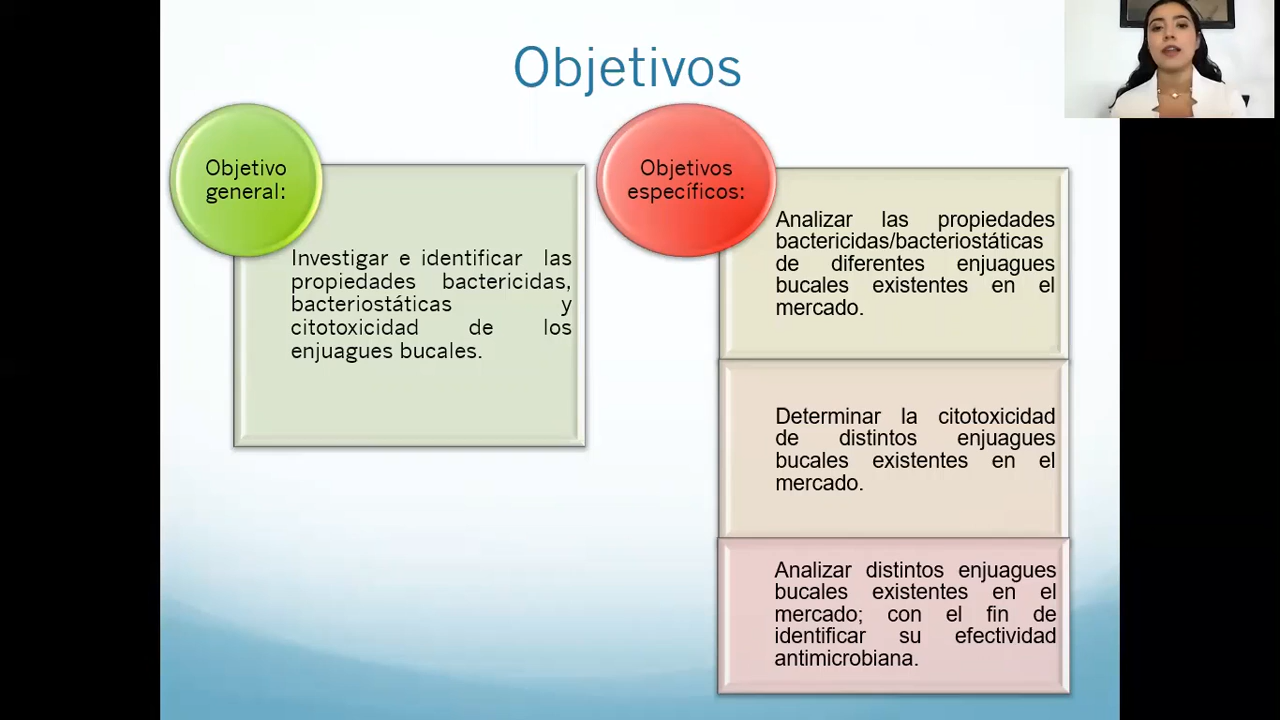 Objetivos
Objetivo
general:
Investigar e identificar las
propiedades bactericidas,
bacteriostáticas y
citotoxicidad de los
enjuagues bucales.
Objetivos
específicos:
Analizar las propiedades
bactericidas/bacteriostáticas
de diferentes enjuagues
bucales existentes en el
mercado.
Determinar la citotoxicidad
de distintos enjuagues
bucales existentes en el
mercado.
Analizar distintos enjuagues
bucales existentes en el
mercado; con el fin de
identificar su efectividad
antimicrobiana.